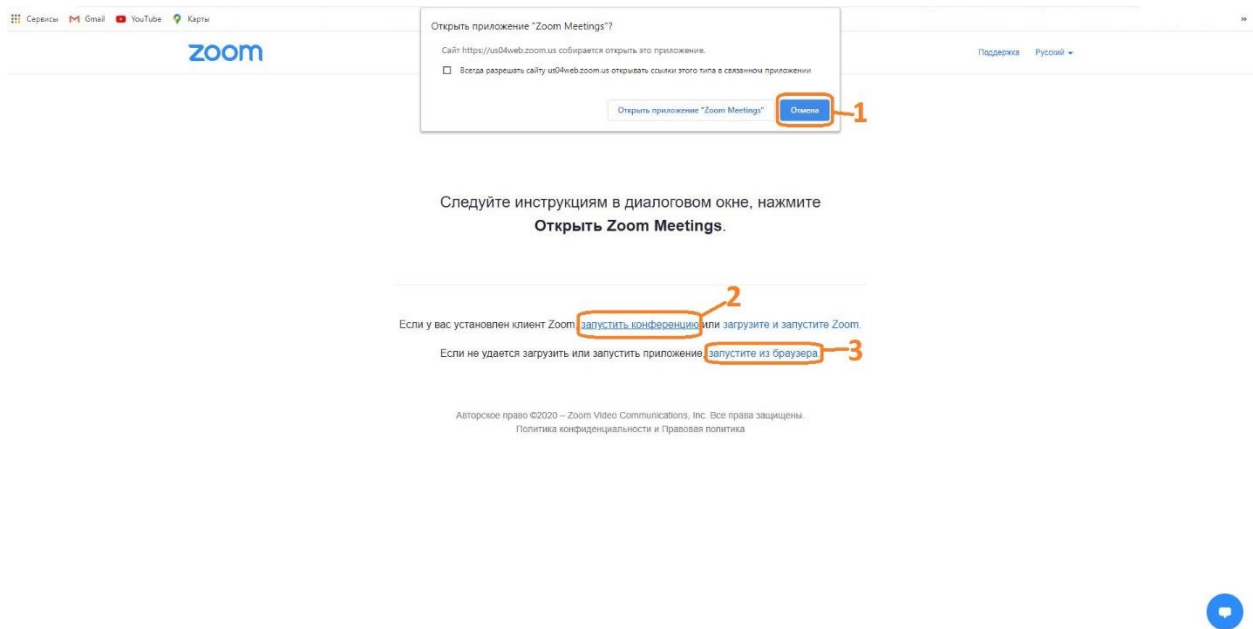 Сервисы Gmail YouTube Карты »
Открыть приложение "Zoom Meetings"?
Сайт https://us04web.zoom.us собирается открыть это приложение.
Всегда разрешать сайту us04web.zoom.us открывать ссылки этого типа в связанном приложении
Открыть приложение "Zoom Meetings" Отмена 1
zoom Поддержка Русский
Следуйте инструкциям в диалоговом окне, нажмите
Открыть Zoom Meetings.
2
Если у вас установлен клиент Zoom, запустить конференцию или загрузите и запустите Zoom.
Если не удается загрузить или запустить приложение, запустите из браузера. 3
Авторское право ©2020 – Zoom Video Communications, Inc. Все права защищены.
Политика конфиденциальности и Правовая политика